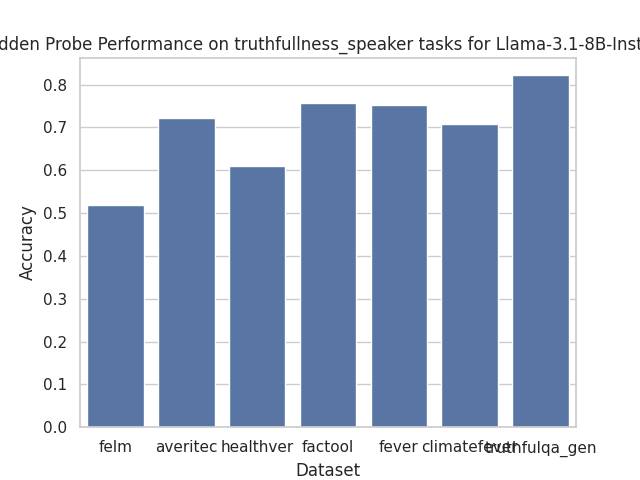 dden Probe Performance on truthfullness_speaker tasks for Llama-3.1-8B-Inst
0.8
0.7
0.6
0.5
0.4
0.3
0.2
0.1
0.0
Accuracy
felm averitec healthver factool fever climatefever truthfulqa_gen
Dataset